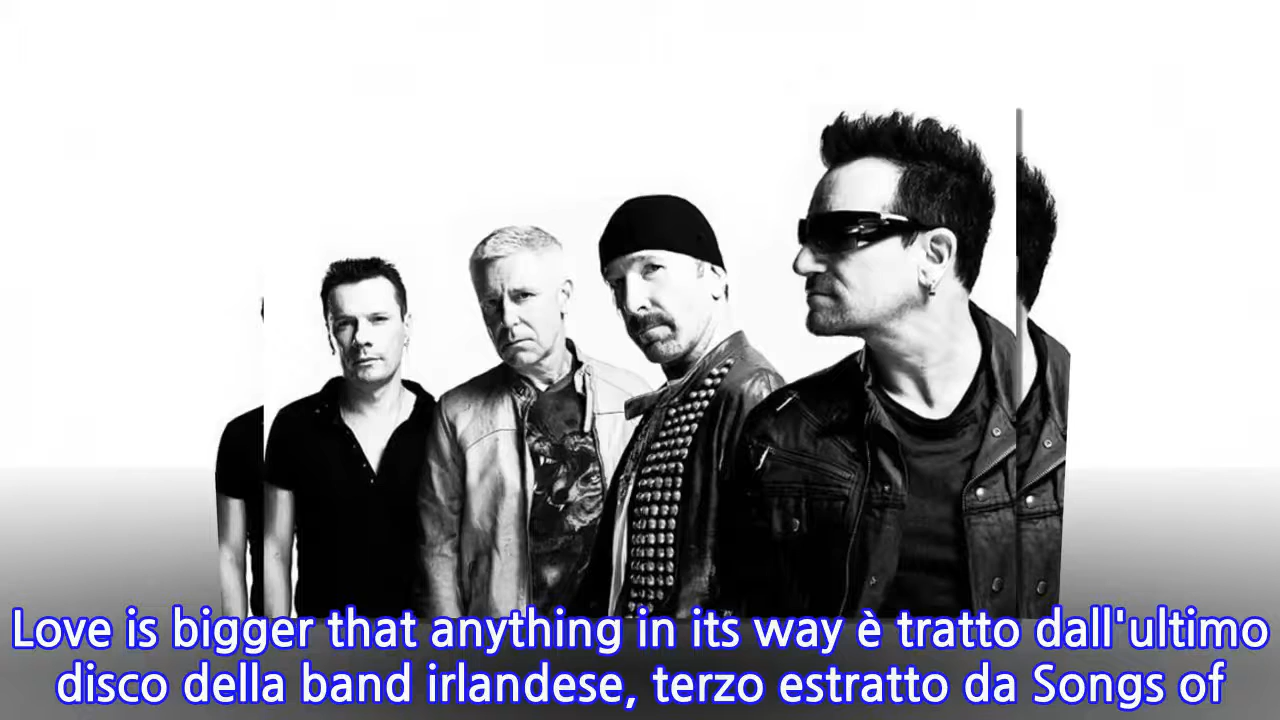 Love is bigger that anything in its way è tratto dall'ultimo
disco della band irlandese, terzo estratto da Songs of